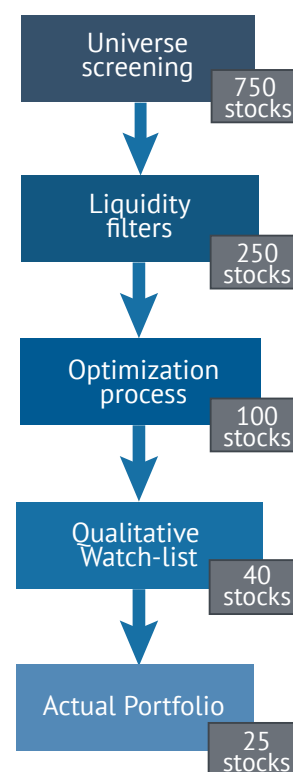 Universe
screening
750
stocks
Liquidity
filters
250
stocks
Optimization
process
100
stocks
Qualitative
Watch-list
40
stocks
Actual Portfolio
25
stocks